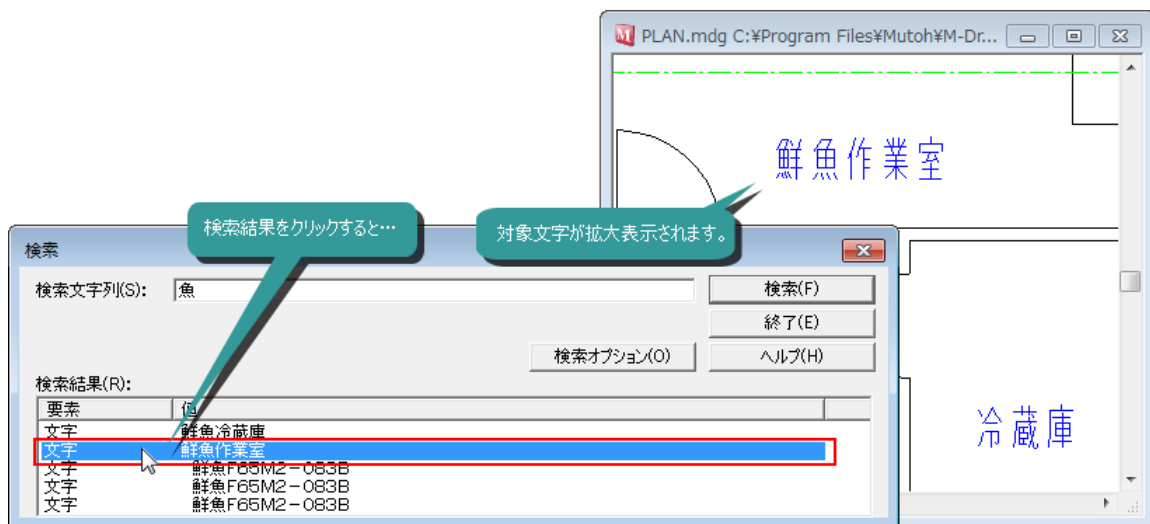 PLAN.mdg C:¥Program Files¥Mutoh¥M-Dr...
鮮魚作業室
検索結果をクリックすると…
対象文字が拡大表示されます。
検索
検索文字列(S):
魚
検索(F)
終了(E)
検索オプション(O)
ヘルプ(H)
検索結果(R):
要素 値
文字 鮮魚冷蔵庫
文字 鮮魚作業室
文字 鮮魚F65M2-083B
文字 鮮魚F65M2-083B
文字 鮮魚F65M2-083B
冷蔵庫